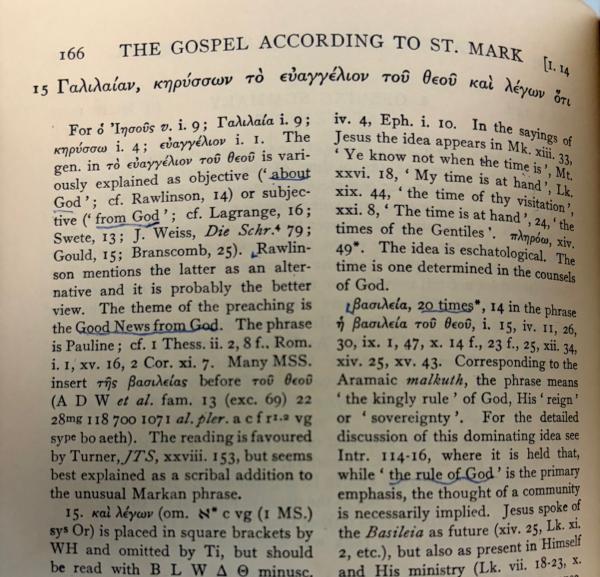 166 THE GOSPEL ACCORDING TO ST. MARK [I. 14
15 Γαλιλαίαν, κηρύσσων τὸ εὐαγγέλιον τοῦ θεοῦ καὶ λέγων ὅτι
For ὁ Ἰησοῦς v. i. 9; Γαλιλαία i. 9;
κηρύσσω i. 4; εὐαγγέλιον i. 1. The
gen. in τὸ εὐαγγέλιον τοῦ θεοῦ is vari-
ously explained as objective (‘about
God’; cf. Rawlinson, 14) or subjec-
tive (‘from God’; cf. Lagrange, 16;
Swete, 13; J. Weiss, Die Schr.⁴ 79;
Gould, 15; Branscomb, 25). Rawlin-
son mentions the latter as an alter-
native and it is probably the better
view. The theme of the preaching is
the Good News from God. The phrase
is Pauline; cf. 1 Thess. ii. 2, 8 f., Rom.
i. 1, xv. 16, 2 Cor. xi. 7. Many MSS.
insert τῆς βασιλείας before τοῦ θεοῦ
(A D W et al. fam. 13 (exc. 69) 22
28mg 118 700 1071 al. pler. a c f r¹·² vg
syᵖᵉ bo aeth). The reading is favoured
by Turner, JTS, xxviii. 153, but seems
best explained as a scribal addition to
the unusual Markan phrase.
15. καὶ λέγων (om. ℵ* c vg (1 MS.)
syˢ Or) is placed in square brackets by
WH and omitted by Ti, but should
be read with B L W Δ Θ minusc.
iv. 4, Eph. i. 10. In the sayings of
Jesus the idea appears in Mk. xiii. 33,
‘Ye know not when the time is’, Mt.
xxvi. 18, ‘My time is at hand’, Lk.
xix. 44, ‘the time of thy visitation’,
xxi. 8, ‘The time is at hand’, 24, ‘the
times of the Gentiles’. πληρόω, xiv.
49*. The idea is eschatological. The
time is one determined in the counsels
of God.
βασιλεία, 20 times*, 14 in the phrase
ἡ βασιλεία τοῦ θεοῦ, i. 15, iv. 11, 26,
30, ix. 1, 47, x. 14 f., 23 f., 25, xii. 34,
xiv. 25, xv. 43. Corresponding to the
Aramaic malkuth, the phrase means
‘the kingly rule’ of God, His ‘reign’
or ‘sovereignty’. For the detailed
discussion of this dominating idea see
Intr. 114-16, where it is held that,
while ‘the rule of God’ is the primary
emphasis, the thought of a community
is necessarily implied. Jesus spoke of
the Basileia as future (xiv. 25, Lk. xi.
2, etc.), but also as present in Himself
and His ministry (Lk. vii. 18-23, x.